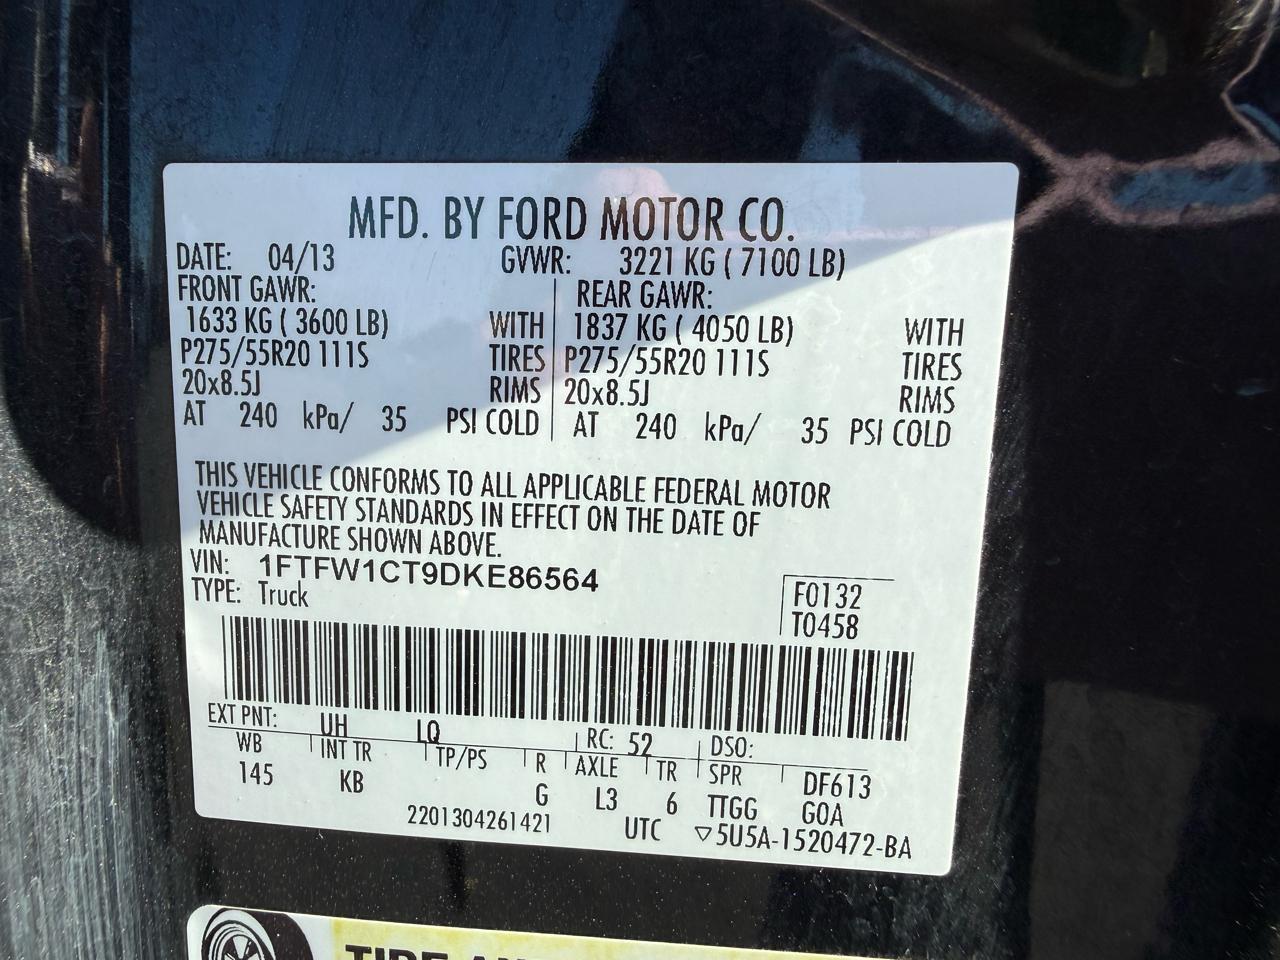 MFD. BY FORD MOTOR CO.
DATE: 04/13 GVWR: 3221 KG ( 7100 LB)
FRONT GAWR: REAR GAWR:
1633 KG ( 3600 LB) WITH 1837 KG ( 4050 LB) WITH
P275/55R20 111S TIRES P275/55R20 111S TIRES
20x8.5J RIMS 20x8.5J RIMS
AT 240 kPa/ 35 PSI COLD AT 240 kPa/ 35 PSI COLD
THIS VEHICLE CONFORMS TO ALL APPLICABLE FEDERAL MOTOR
VEHICLE SAFETY STANDARDS IN EFFECT ON THE DATE OF
MANUFACTURE SHOWN ABOVE.
VIN: 1FTFW1CT9DKE86564
TYPE: Truck F0132
T0458
EXT PNT: UH LQ RC: 52 DSO:
WB INT TR TP/PS R AXLE TR SPR DF613
145 KB G L3 6 TTGG GOA
2201304261421 UTC ▽5U5A-1520472-BA
TIRE